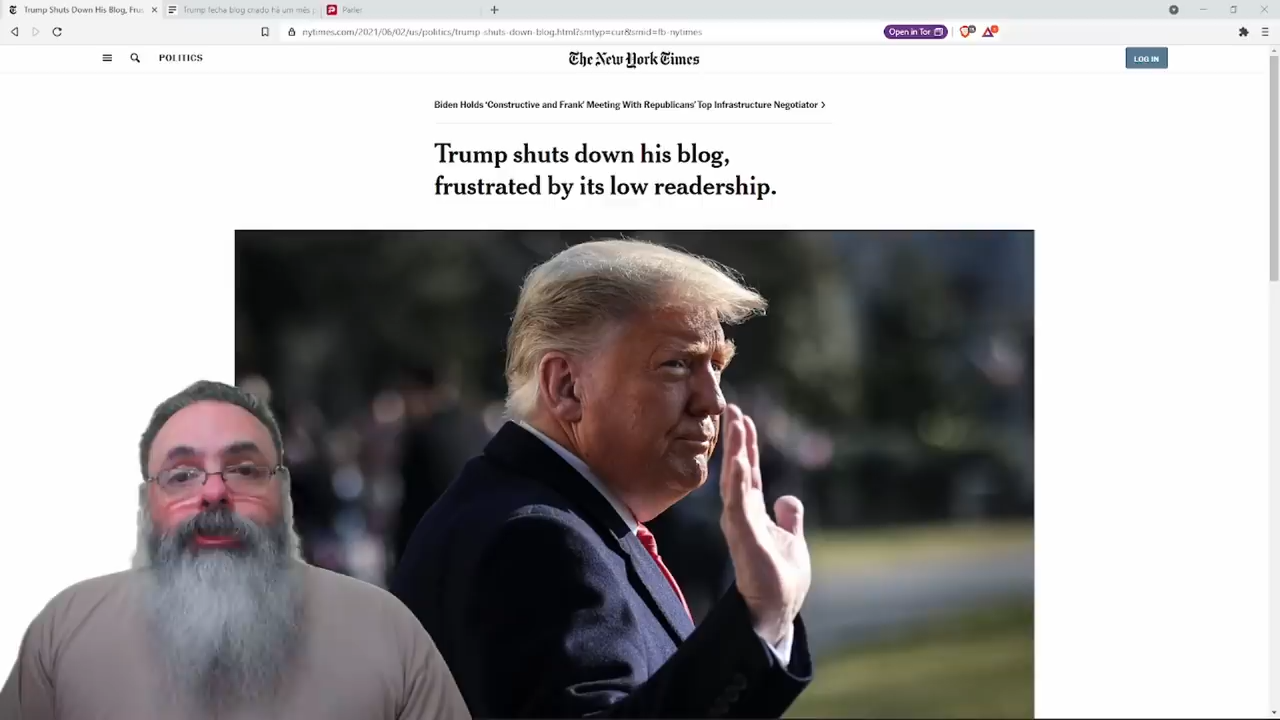 Trump Shuts Down His Blog, Frus
Trump fecha blog criado há um mês
Parler
nytimes.com/2021/06/02/us/politics/trump-shuts-down-blog.html?smtyp=cur&smid=fb-nytimes
Open in Tor
POLITICS
The New York Times
LOG IN
Biden Holds ‘Constructive and Frank’ Meeting With Republicans’ Top Infrastructure Negotiator
Trump shuts down his blog,
frustrated by its low readership.